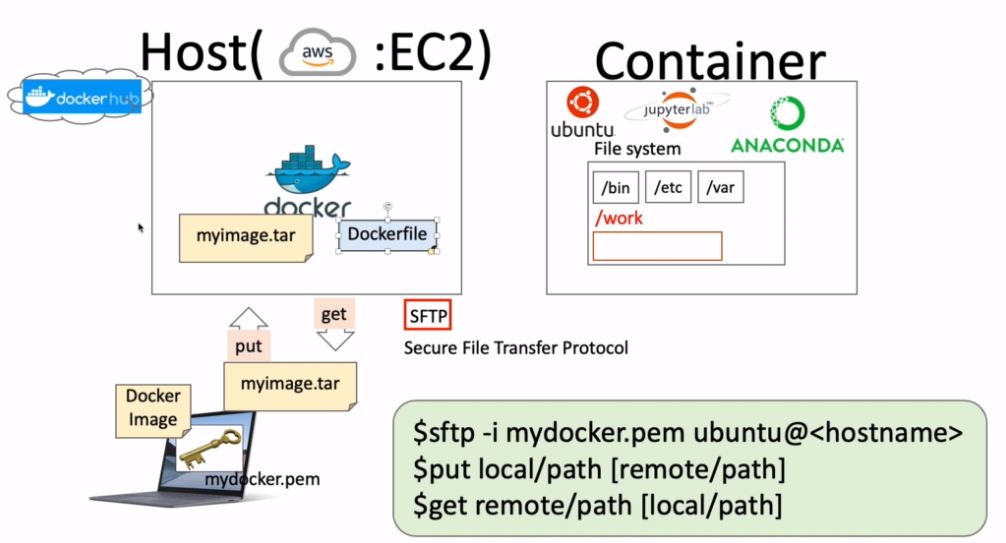 Host( aws :EC2)
Container
docker hub
docker
myimage.tar
Dockerfile
ubuntu
jupyterlab™
ANACONDA®
File system
/bin
/etc
/var
/work
put
get
SFTP
Secure File Transfer Protocol
myimage.tar
Docker
Image
mydocker.pem
$sftp -i mydocker.pem ubuntu@<hostname>
$put local/path [remote/path]
$get remote/path [local/path]